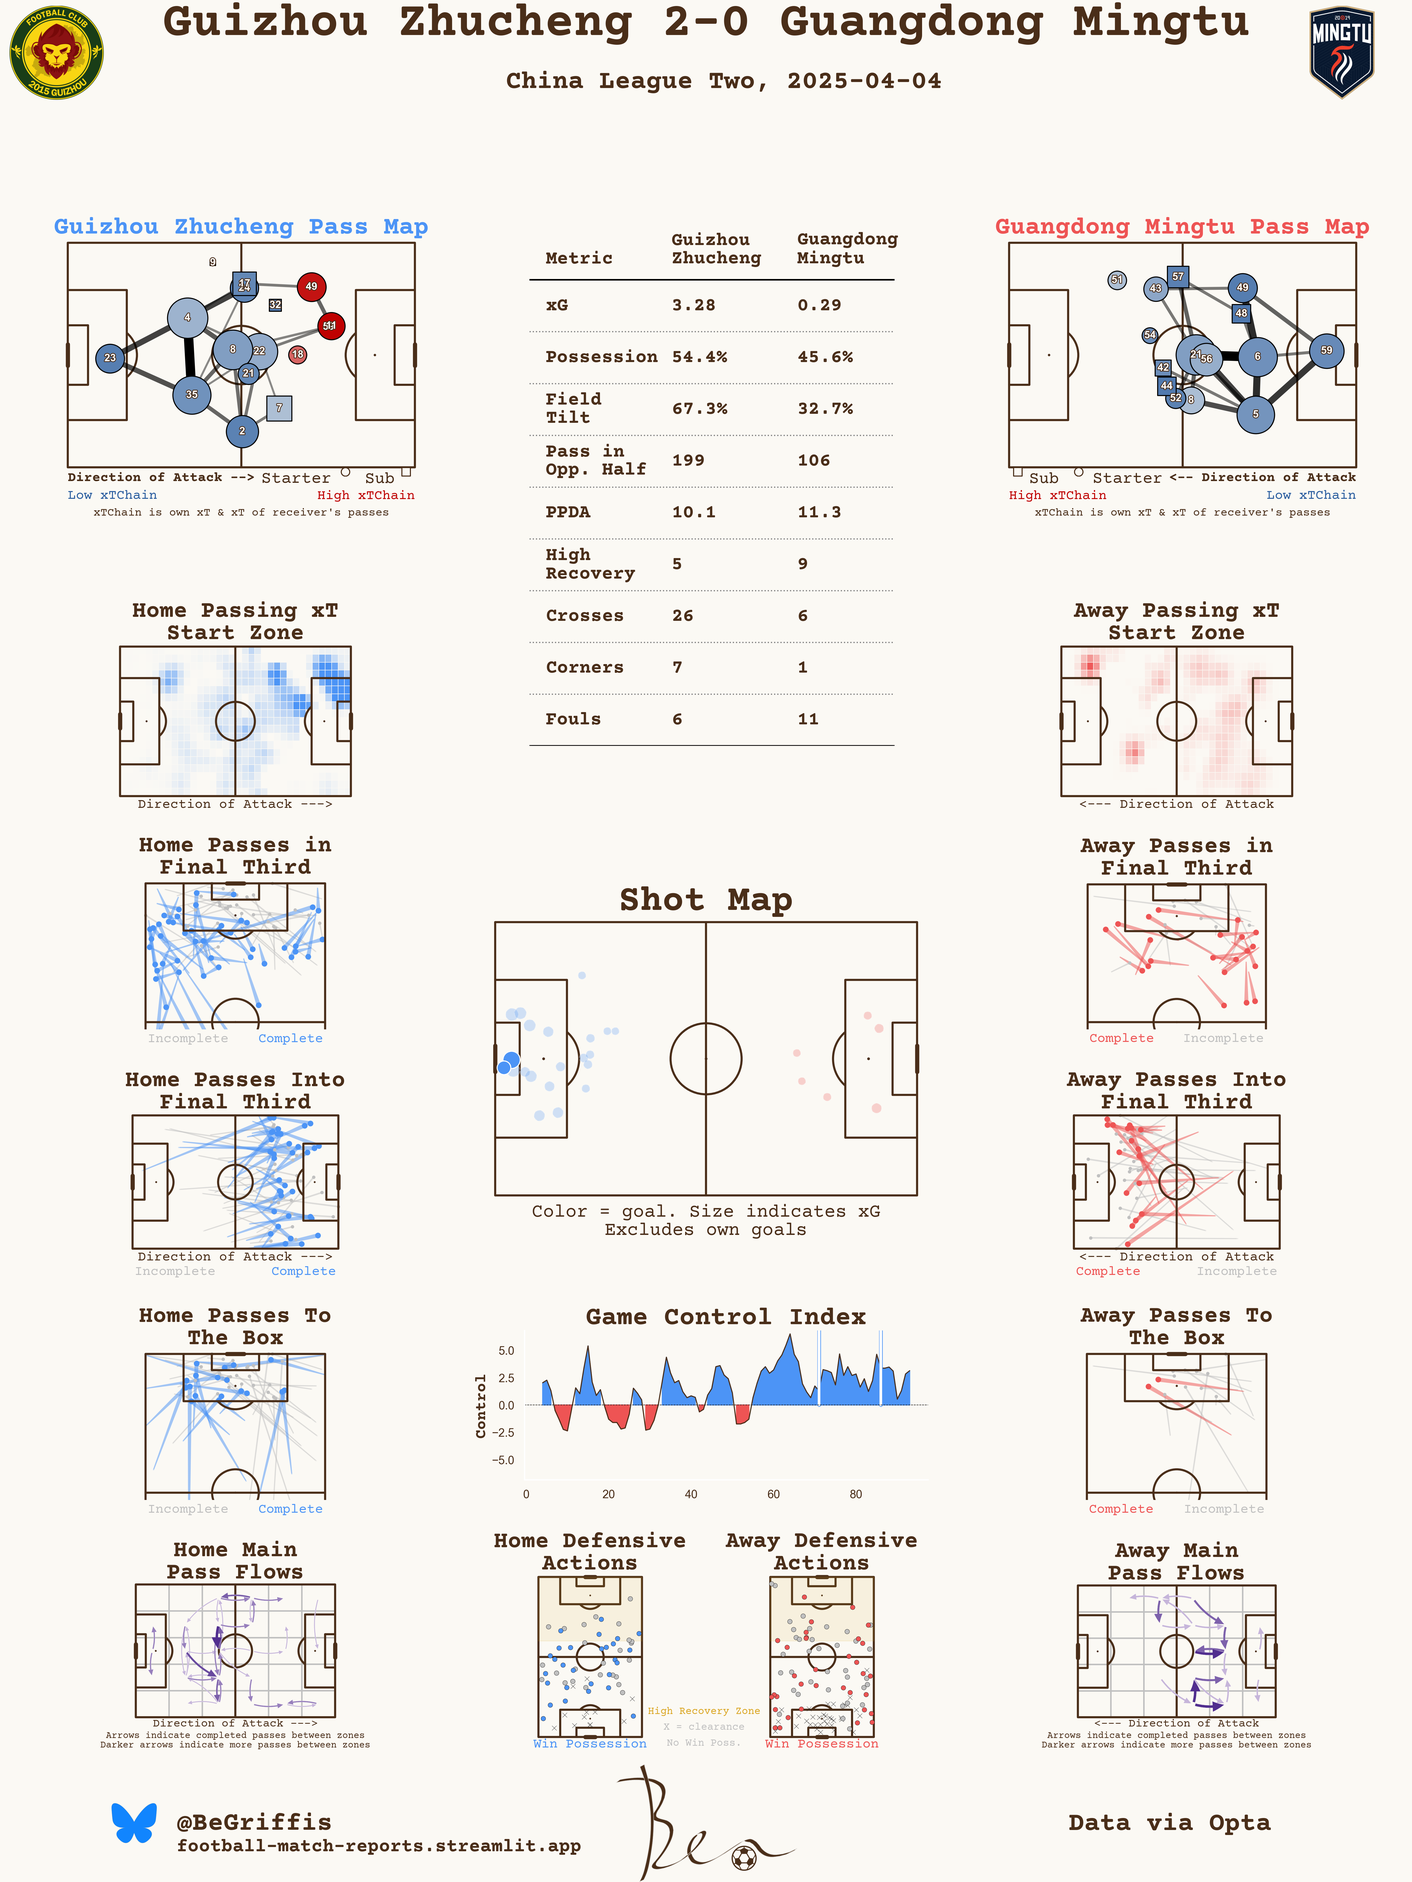 Guizhou Zhucheng 2-0 Guangdong Mingtu
China League Two, 2025-04-04
FOOTBALL CLUB
2015 GUIZHOU
MINGTU
Guizhou Zhucheng Pass Map
9
17
24
49
32
4
11
8
22
18
23
21
35
7
2
Direction of Attack --> Starter Sub
Low xTChain High xTChain
xTChain is own xT & xT of receiver's passes
Metric Guizhou Zhucheng Guangdong Mingtu
xG 3.28 0.29
Possession 54.4% 45.6%
Field Tilt 67.3% 32.7%
Pass in Opp. Half 199 106
PPDA 10.1 11.3
High Recovery 5 9
Crosses 26 6
Corners 7 1
Fouls 6 11
Guangdong Mingtu Pass Map
51
57
43
49
48
54
21
56
6
59
42
44
52
8
5
Sub Starter <-- Direction of Attack
High xTChain Low xTChain
xTChain is own xT & xT of receiver's passes
Home Passing xT
Start Zone
Direction of Attack --->
Away Passing xT
Start Zone
<--- Direction of Attack
Home Passes in
Final Third
Incomplete Complete
Away Passes in
Final Third
Complete Incomplete
Shot Map
Color = goal. Size indicates xG
Excludes own goals
Home Passes Into
Final Third
Direction of Attack --->
Incomplete Complete
Away Passes Into
Final Third
<--- Direction of Attack
Complete Incomplete
Home Passes To
The Box
Incomplete Complete
Game Control Index
Control
5.0
2.5
0.0
−2.5
−5.0
0 20 40 60 80
Away Passes To
The Box
Complete Incomplete
Home Main
Pass Flows
Direction of Attack --->
Arrows indicate completed passes between zones
Darker arrows indicate more passes between zones
Home Defensive
Actions
Win Possession
High Recovery Zone
X = clearance
No Win Poss.
Away Defensive
Actions
Win Possession
Away Main
Pass Flows
<--- Direction of Attack
Arrows indicate completed passes between zones
Darker arrows indicate more passes between zones
@BeGriffis
football-match-reports.streamlit.app
Ben
Data via Opta